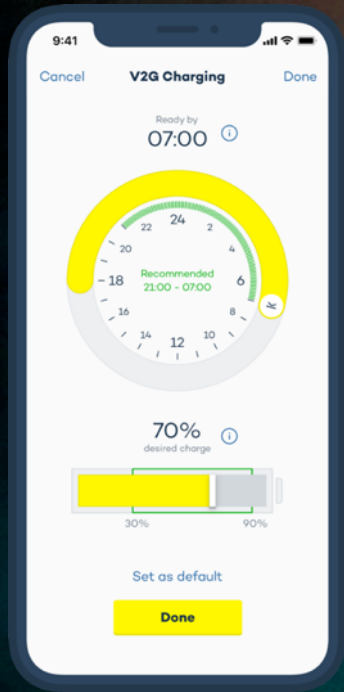 9:41
Cancel V2G Charging Done
Ready by
07:00 i
24
22 2
20 4
Recommended
18 6
21:00 - 07:00
16 8
14 10
12
70% i
desired charge
30% 90%
Set as default
Done